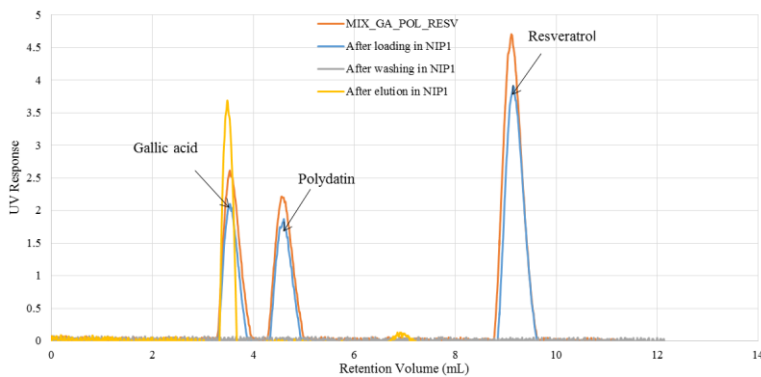 MIX_GA_POL_RESV
After loading in NIP1
After washing in NIP1
After elution in NIP1
Resveratrol
Gallic acid
Polydatin
UV Response
5
4.5
4
3.5
3
2.5
2
1.5
1
0.5
0
0 2 4 6 8 10 12 14
Retention Volume (mL)